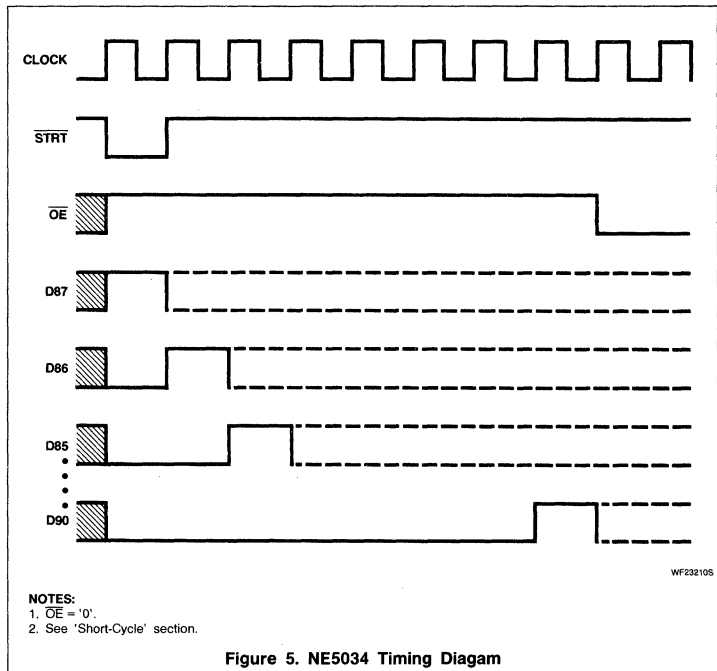 CLOCK
STRT
OE
D87
D86
D85
D90
WF23210S
NOTES:
1. OE = '0'.
2. See 'Short-Cycle' section.
Figure 5. NE5034 Timing Diagam